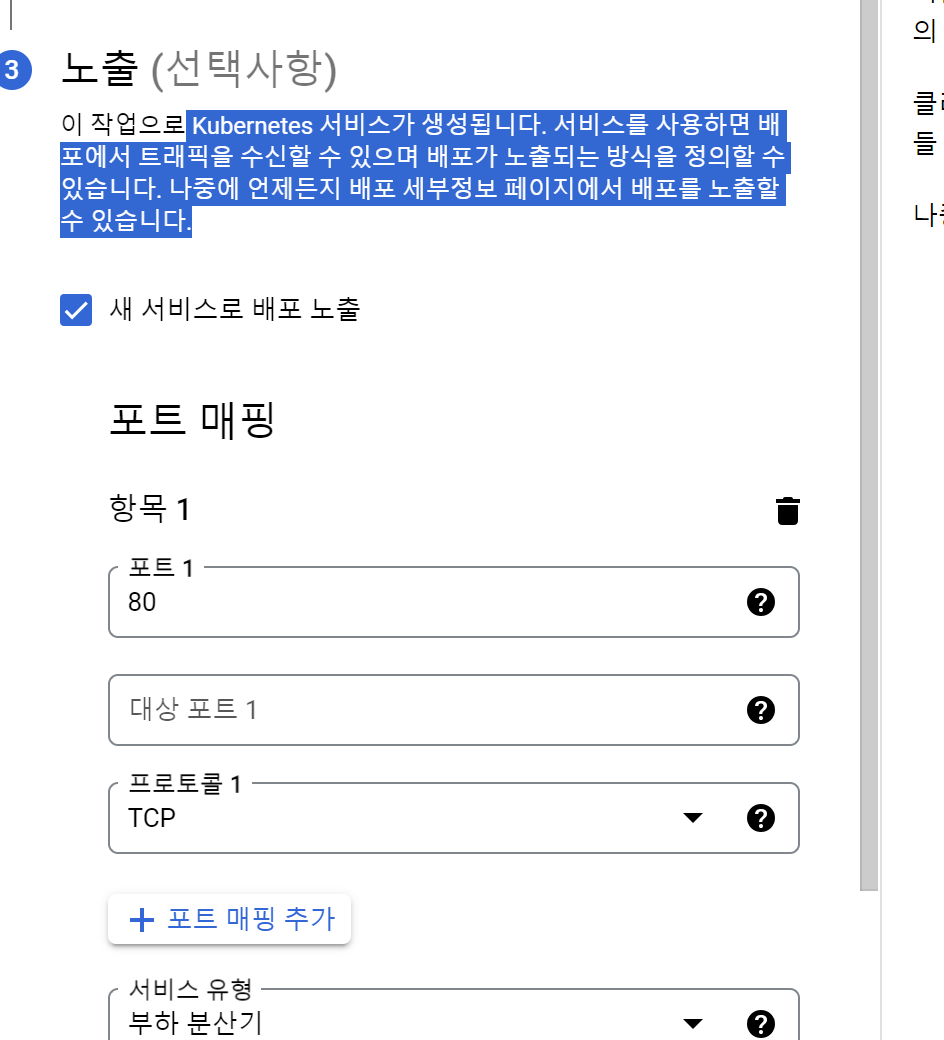 의
3 노출 (선택사항)
이 작업으로 Kubernetes 서비스가 생성됩니다. 서비스를 사용하면 배
포에서 트래픽을 수신할 수 있으며 배포가 노출되는 방식을 정의할 수
있습니다. 나중에 언제든지 배포 세부정보 페이지에서 배포를 노출할
수 있습니다.
들
새 서비스로 배포 노출
포트 매핑
항목 1
포트 1
80
대상 포트 1
프로토콜 1
TCP
+ 포트 매핑 추가
서비스 유형
부하 분산기